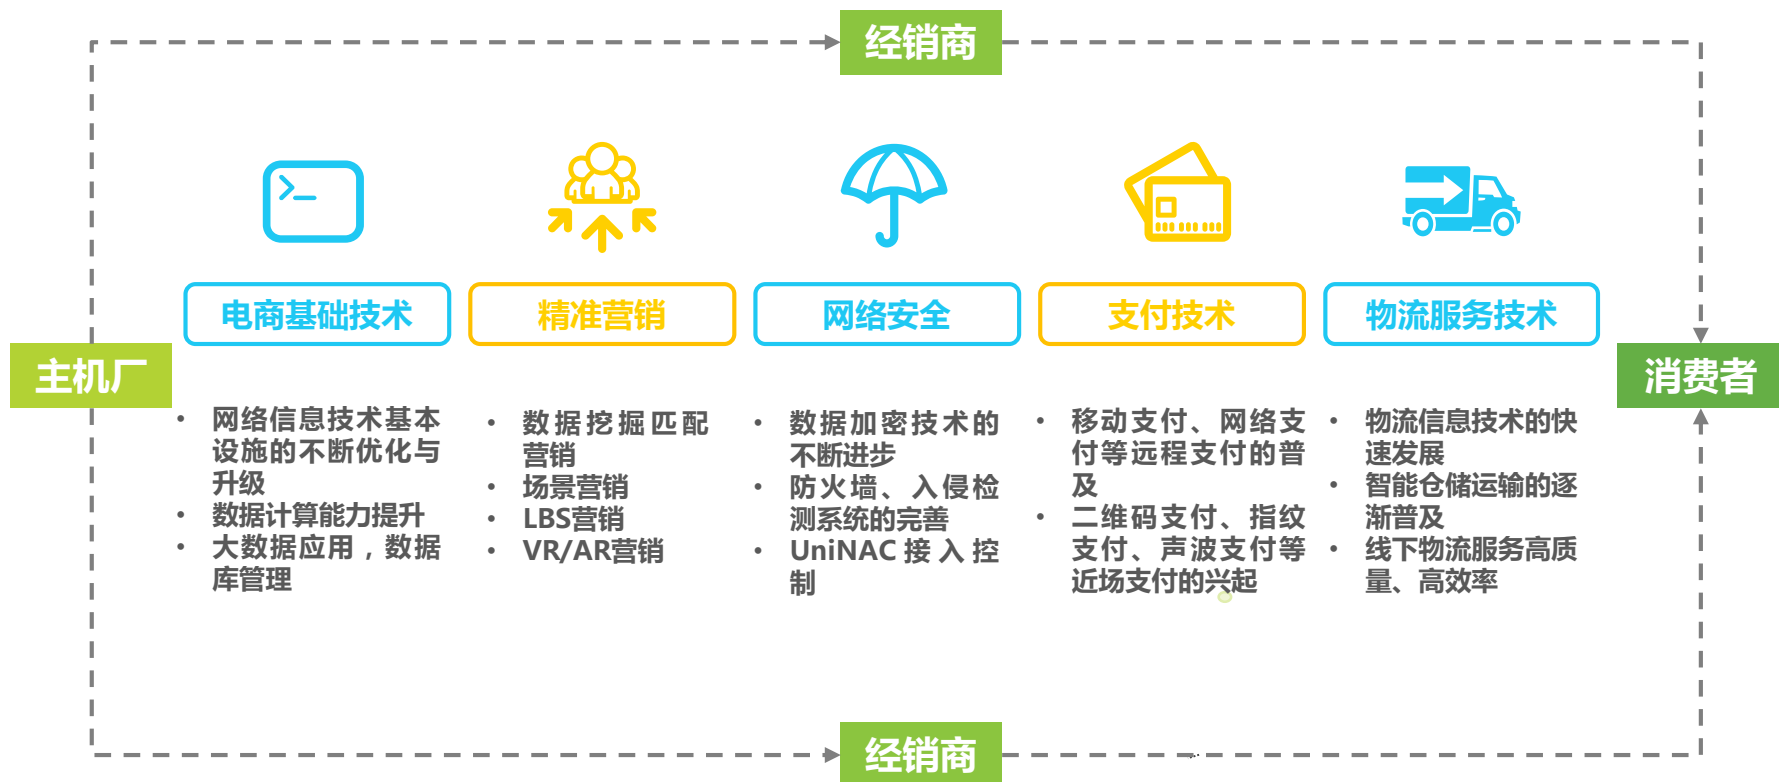 经销商
电商基础技术
精准营销
网络安全
支付技术
物流服务技术
主机厂
消费者
• 网络信息技术基本
设施的不断优化与
升级
• 数据计算能力提升
• 大数据应用，数据
库管理
• 数据挖掘匹配
营销
• 场景营销
• LBS营销
• VR/AR营销
• 数据加密技术的
不断进步
• 防火墙、入侵检
测系统的完善
• UniNAC接入控
制
• 移动支付、网络支
付等远程支付的普
及
• 二维码支付、指纹
支付、声波支付等
近场支付的兴起
• 物流信息技术的快
速发展
• 智能仓储运输的逐
渐普及
• 线下物流服务高质
量、高效率
经销商